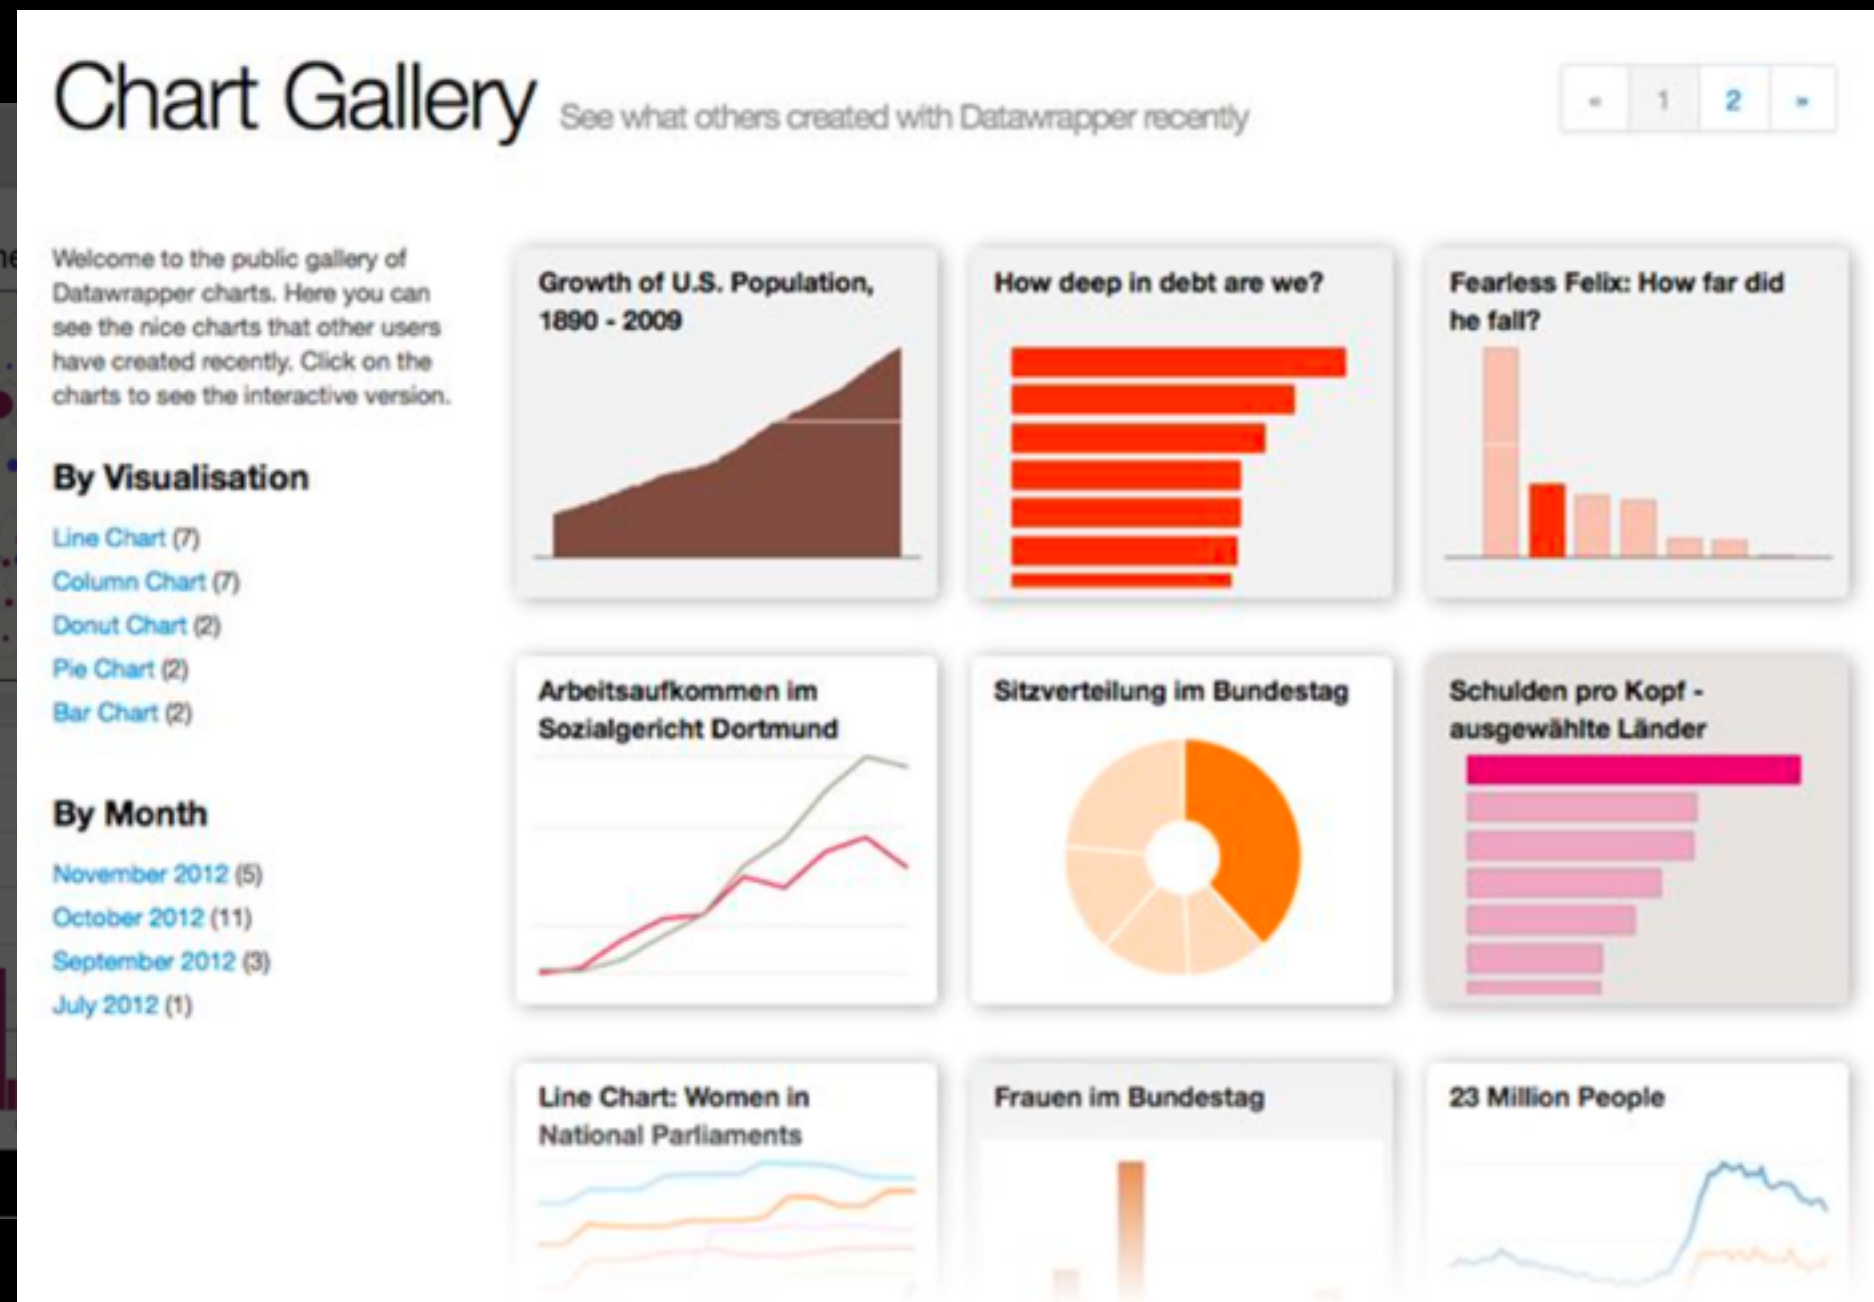 Chart Gallery See what others created with Datawrapper recently
« 1 2 »
Welcome to the public gallery of
Datawrapper charts. Here you can
see the nice charts that other users
have created recently. Click on the
charts to see the interactive version.
By Visualisation
Line Chart (7)
Column Chart (7)
Donut Chart (2)
Pie Chart (2)
Bar Chart (2)
By Month
November 2012 (5)
October 2012 (11)
September 2012 (3)
July 2012 (1)
Growth of U.S. Population,
1890 - 2009
How deep in debt are we?
Fearless Felix: How far did
he fall?
Arbeitsaufkommen im
Sozialgericht Dortmund
Sitzverteilung im Bundestag
Schulden pro Kopf -
ausgewählte Länder
Line Chart: Women in
National Parliaments
Frauen im Bundestag
23 Million People